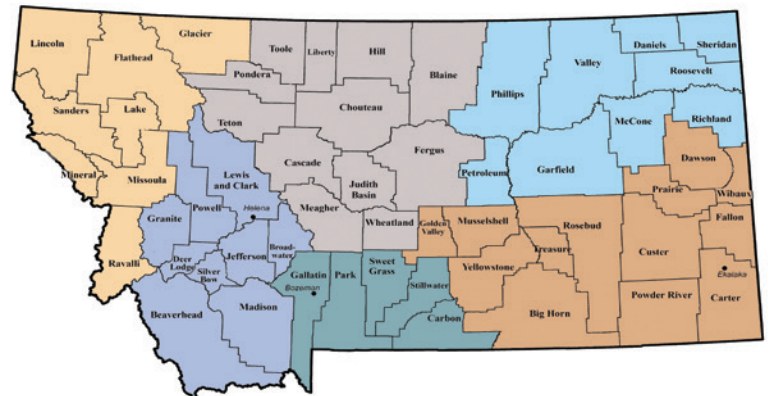 Lincoln
Glacier
Flathead
Toole
Liberty
Hill
Blaine
Phillips
Valley
Daniels
Sheridan
Roosevelt
Pondera
Sanders
Lake
Teton
Chouteau
McCone
Richland
Mineral
Missoula
Lewis
and Clark
Cascade
Judith
Basin
Fergus
Petroleum
Garfield
Dawson
Prairie
Wibaux
Powell
Helena
Granite
Meagher
Wheatland
Golden
Valley
Musselshell
Rosebud
Fallon
Ravalli
Deer
Lodge
Silver
Bow
Jefferson
Broad-
water
Gallatin
Bozeman
Park
Sweet
Grass
Stillwater
Yellowstone
Treasure
Custer
Ekalaka
Beaverhead
Madison
Carbon
Big Horn
Powder River
Carter